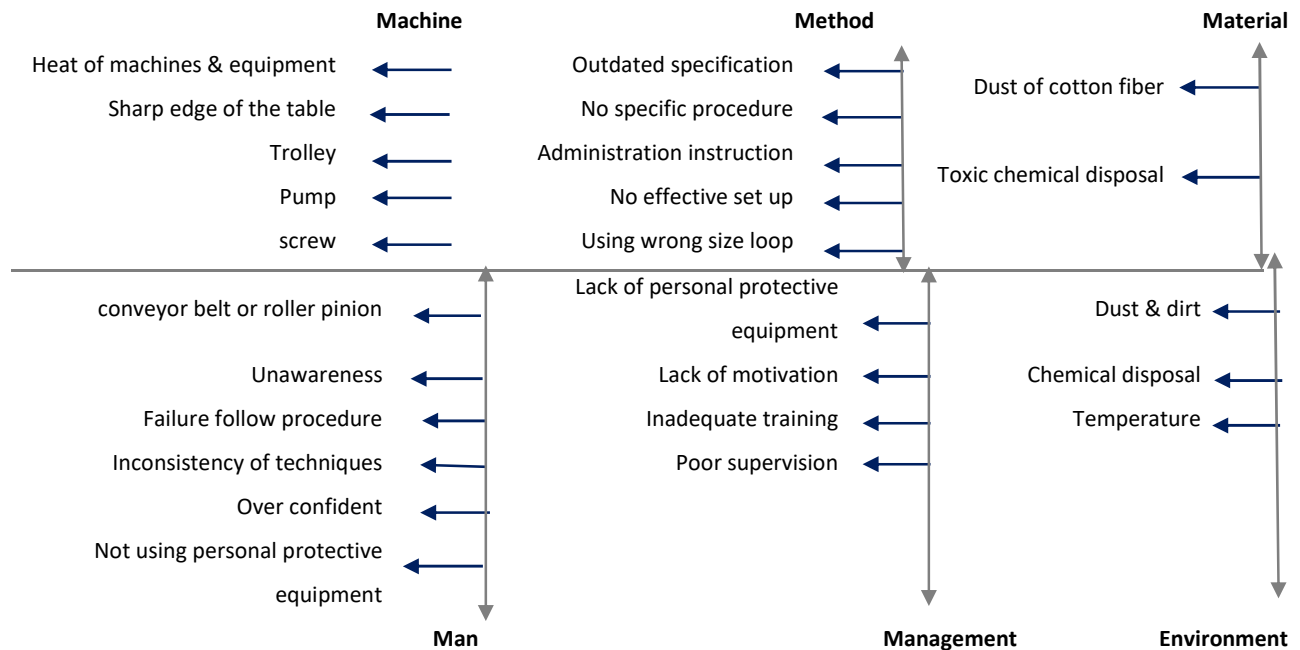 Machine
Heat of machines & equipment
Sharp edge of the table
Trolley
Pump
screw
Method
Outdated specification
No specific procedure
Administration instruction
No effective set up
Using wrong size loop
Material
Dust of cotton fiber
Toxic chemical disposal
conveyor belt or roller pinion
Unawareness
Failure follow procedure
Inconsistency of techniques
Over confident
Not using personal protective
equipment
Man
Lack of personal protective
equipment
Lack of motivation
Inadequate training
Poor supervision
Management
Dust & dirt
Chemical disposal
Temperature
Environment